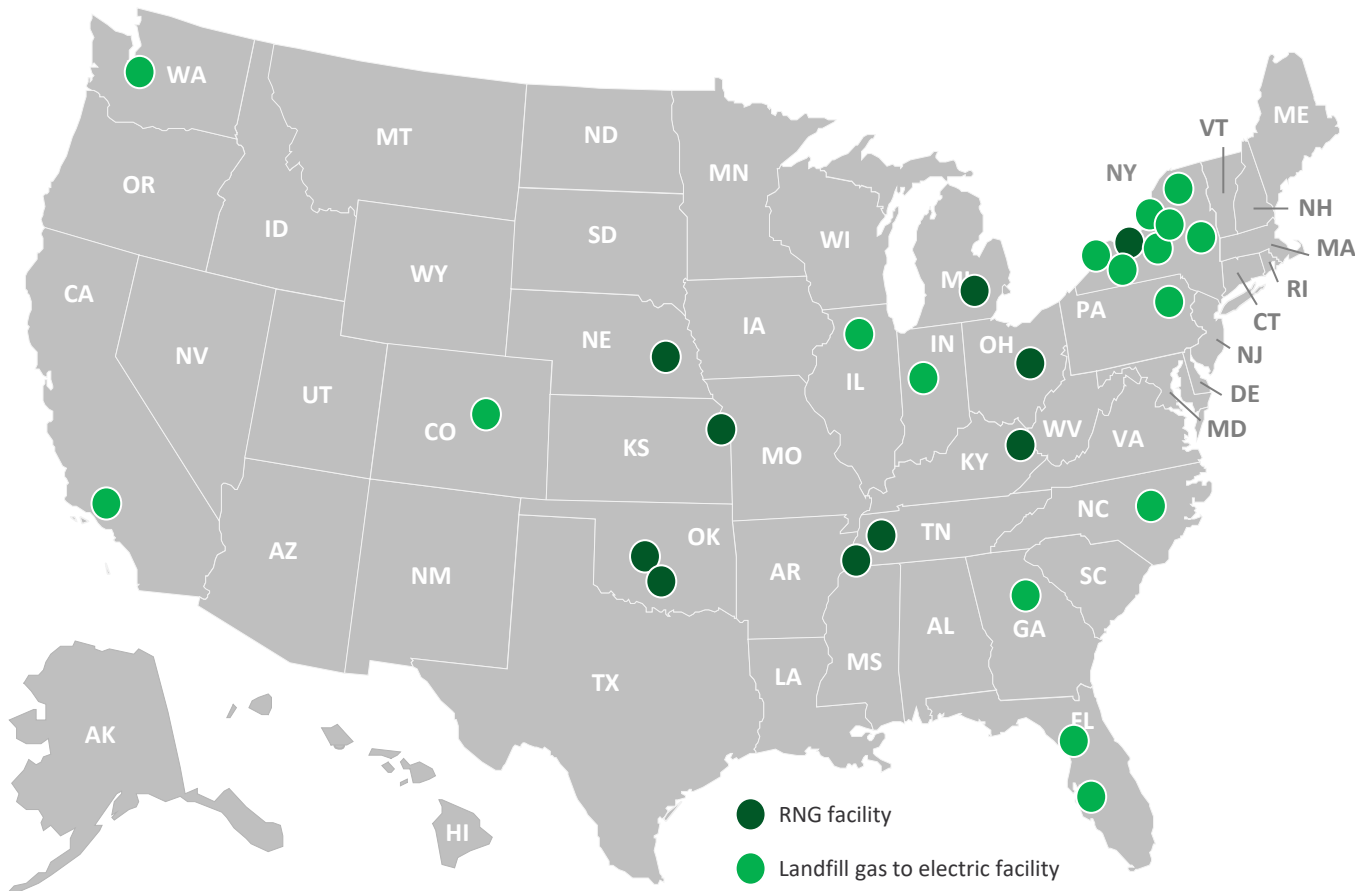 WA
MT
ND
MN
ME
VT
NY
OR
ID
SD
WI
NH
MA
WY
MI
RI
CA
NE
IA
PA
CT
NV
IN
OH
NJ
UT
IL
DE
CO
KS
MO
WV
VA
MD
KY
AZ
NM
OK
TN
NC
AR
SC
AL
GA
MS
TX
LA
AK
FL
HI
RNG facility
Landfill gas to electric facility